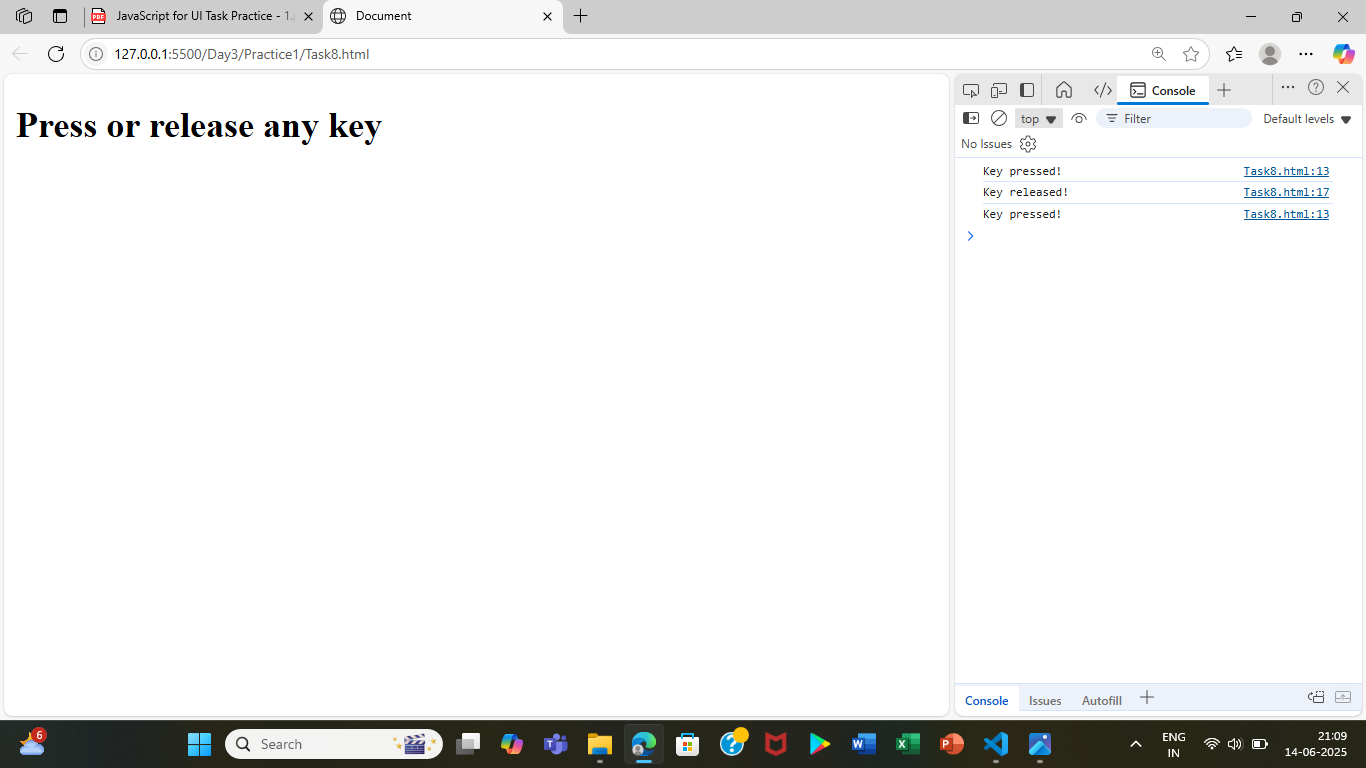 JavaScript for UI Task Practice - 1.
Document
127.0.0.1:5500/Day3/Practice1/Task8.html
Press or release any key
Console
top
Filter
Default levels
No Issues
Key pressed! Task8.html:13
Key released! Task8.html:17
Key pressed! Task8.html:13
Console Issues Autofill
6
Search
ENG
IN
21:09
14-06-2025